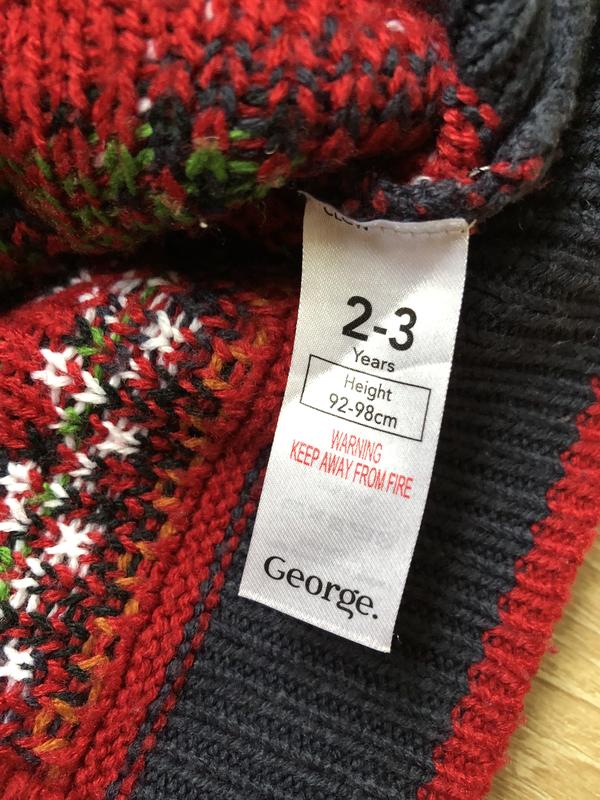 2-3
Years
Height
92-98cm
WARNING
KEEP AWAY FROM FIRE
George.